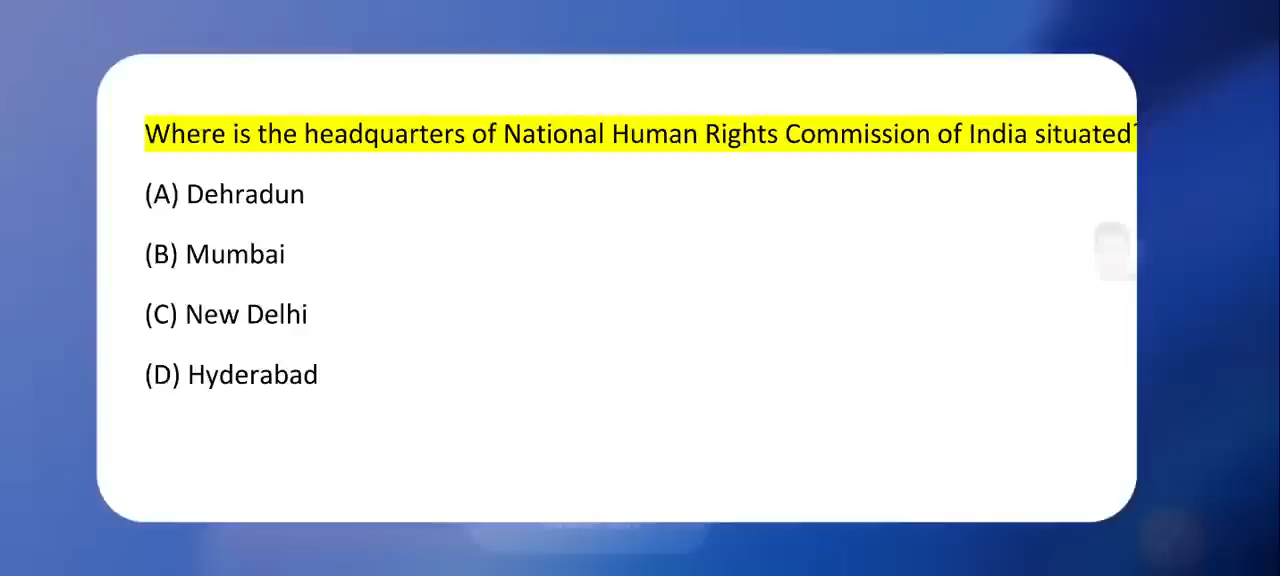 Where is the headquarters of National Human Rights Commission of India situated?
(A) Dehradun
(B) Mumbai
(C) New Delhi
(D) Hyderabad